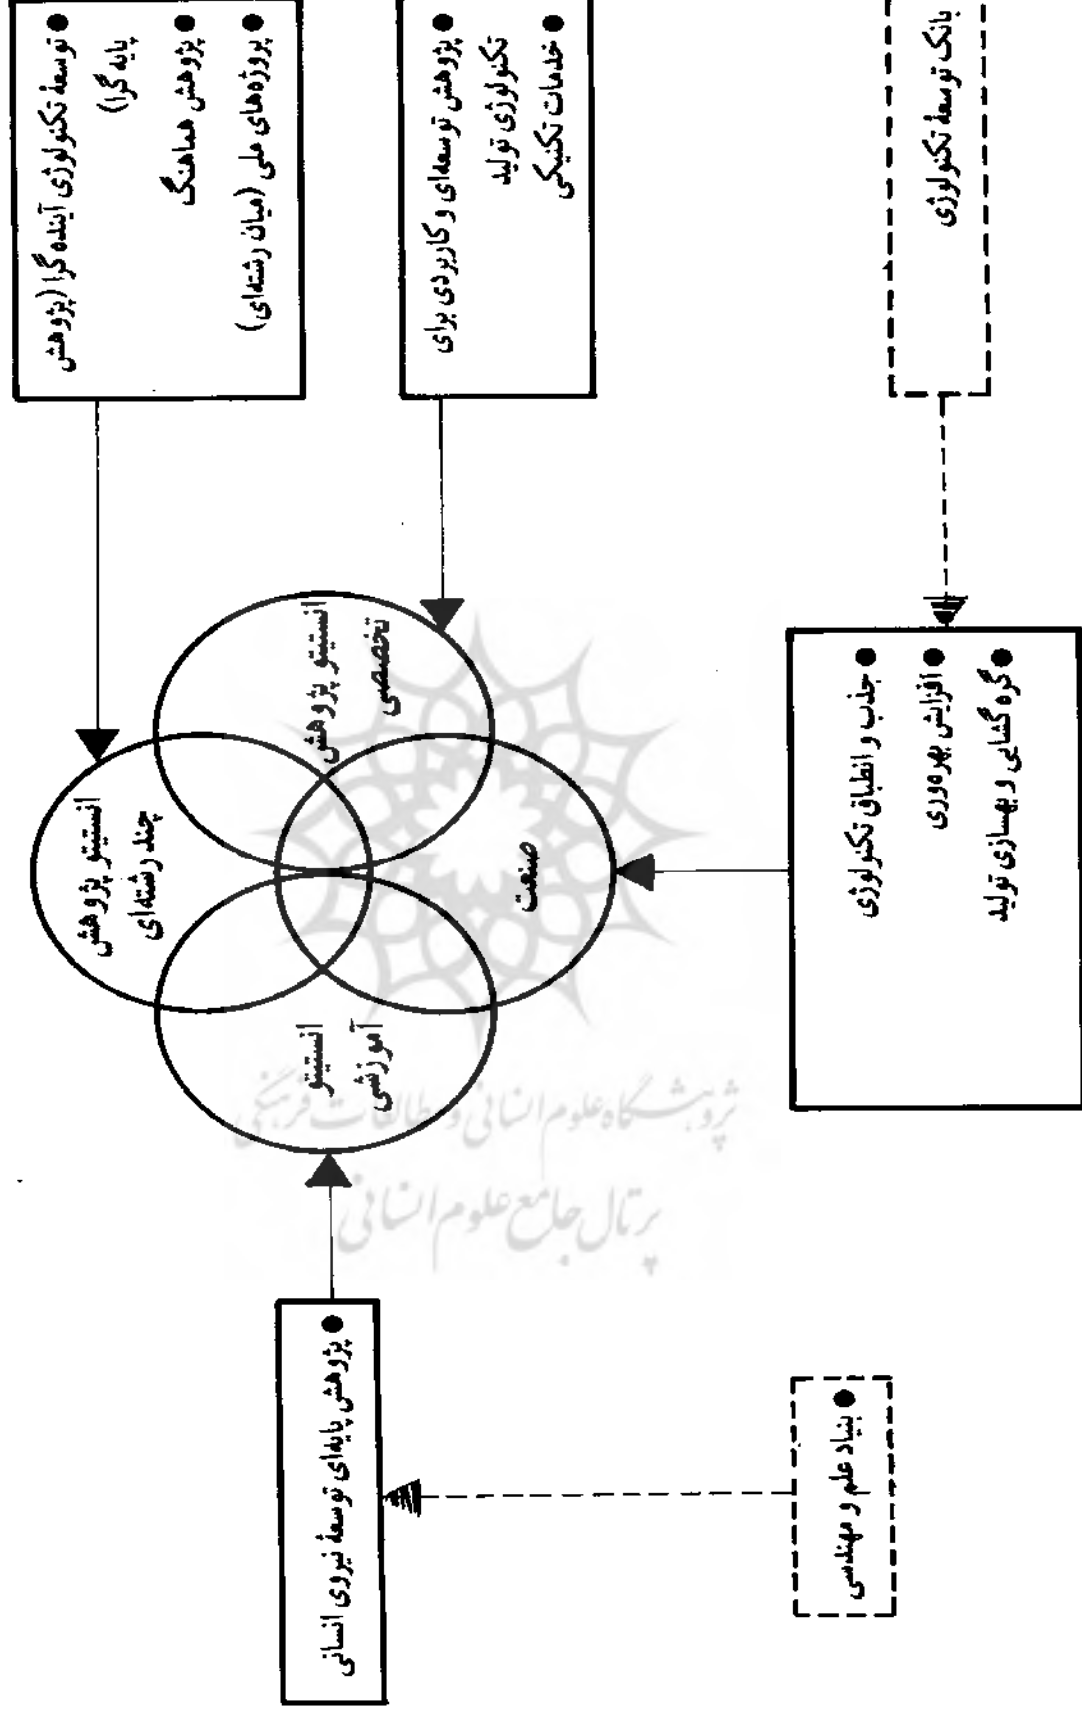 ● توسعهٔ تکنولوژی آینده گرا (پژوهش
پایه گرا)
● پژوهش هماهنگ
● پروژه‌های ملی (میان رشته‌ای)
● پژوهش توسعه‌ای و کاربردی برای
تکنولوژی تولید
● خدمات تکنیکی
بانک توسعهٔ تکنولوژی
انستیتو پژوهش
چند رشته‌ای
انستیتو پژوهش
تخصصی
صنعت
انستیتو
آموزشی
● جذب و انطباق تکنولوژی
● افزایش بهره‌وری
● گره گشایی و بهسازی تولید
● پژوهش پایه‌ای توسعهٔ نیروی انسانی
● بنیاد علم و مهندسی
پژوهشگاه علوم انسانی و مطالعات فرهنگی
پرتال جامع علوم انسانی